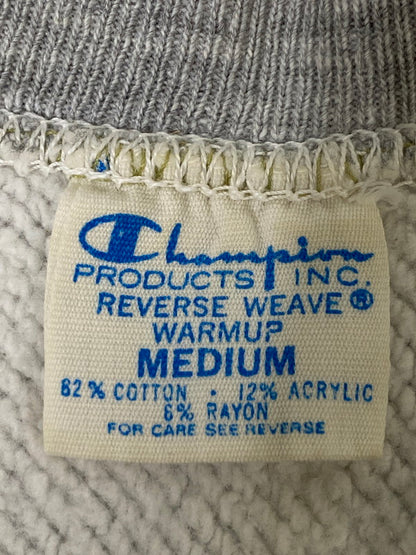 Champion
PRODUCTS INC.
REVERSE WEAVE®
WARMUP
MEDIUM
82% COTTON · 12% ACRYLIC
6% RAYON
FOR CARE SEE REVERSE